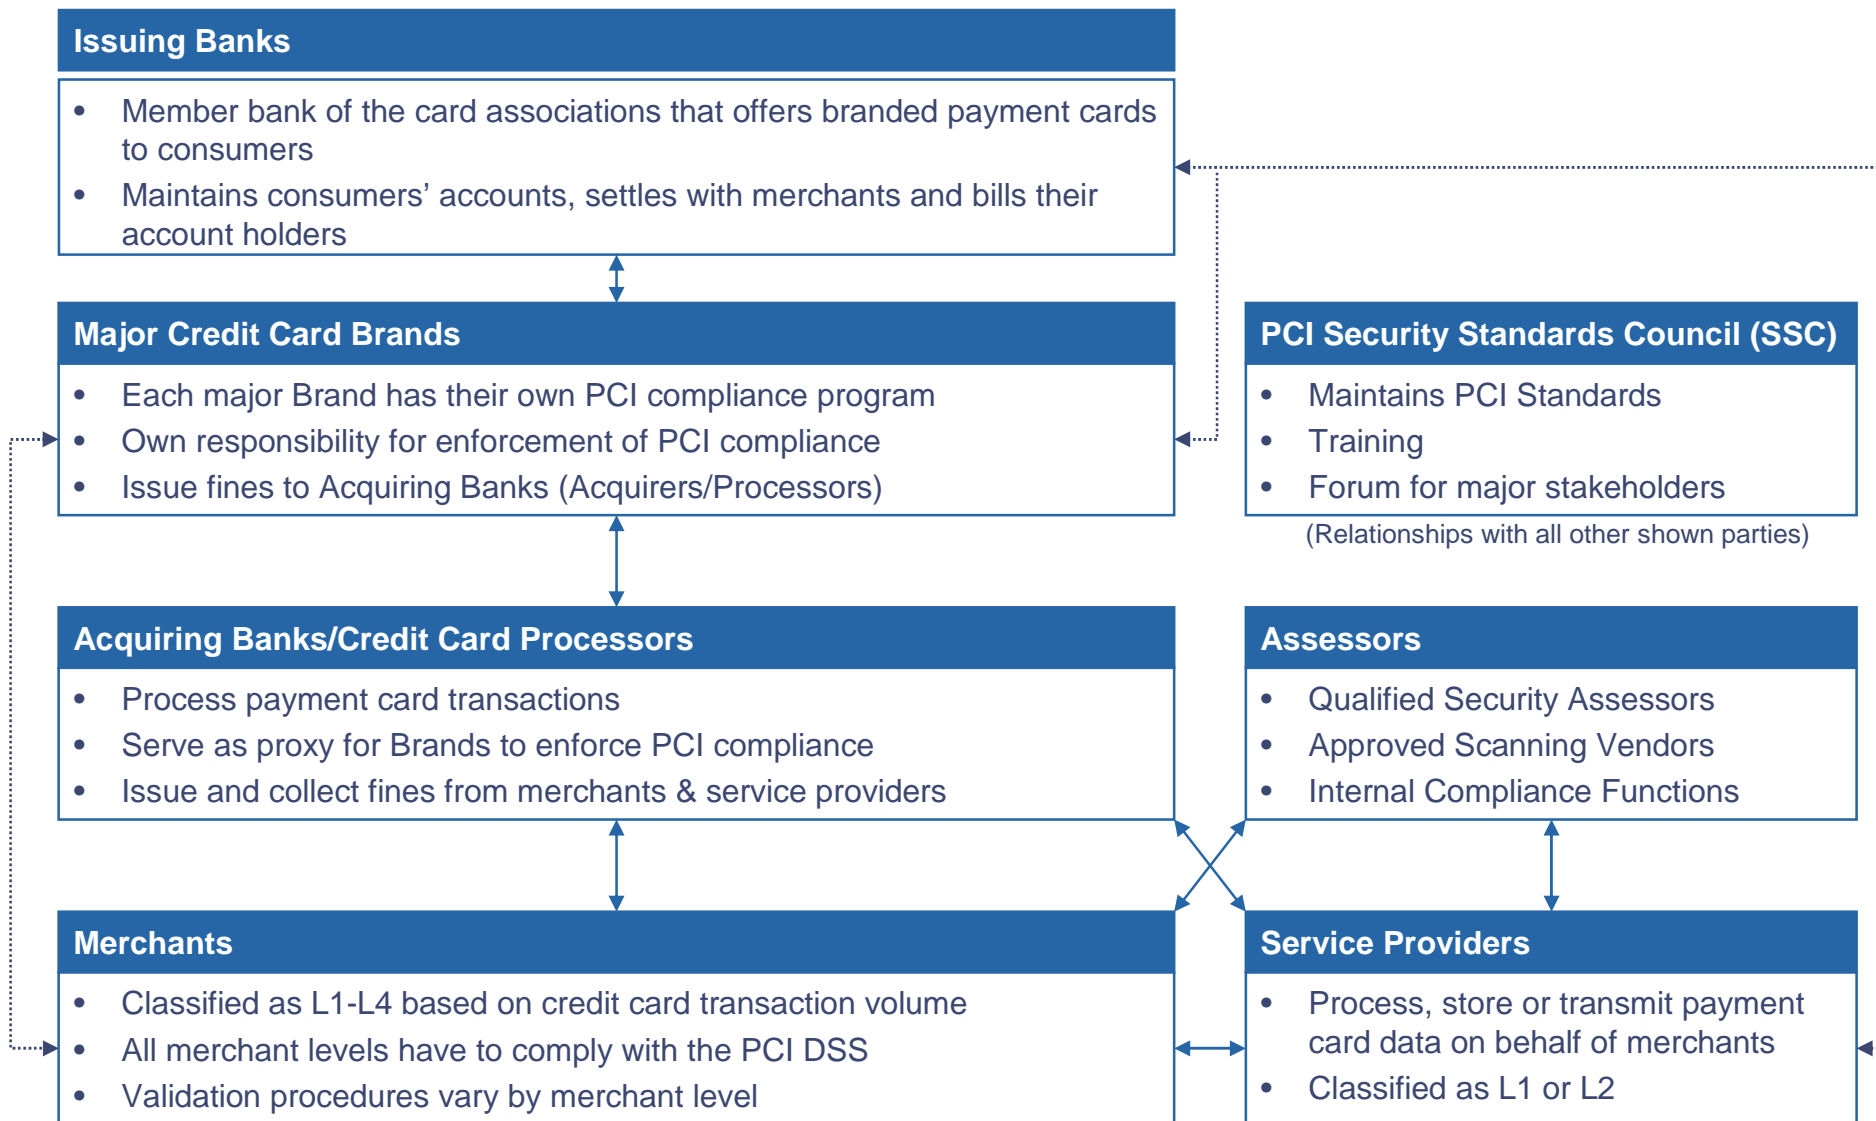 Issuing Banks
• Member bank of the card associations that offers branded payment cards
to consumers
• Maintains consumers’ accounts, settles with merchants and bills their
account holders
Major Credit Card Brands
• Each major Brand has their own PCI compliance program
• Own responsibility for enforcement of PCI compliance
• Issue fines to Acquiring Banks (Acquirers/Processors)
PCI Security Standards Council (SSC)
• Maintains PCI Standards
• Training
• Forum for major stakeholders
(Relationships with all other shown parties)
Acquiring Banks/Credit Card Processors
• Process payment card transactions
• Serve as proxy for Brands to enforce PCI compliance
• Issue and collect fines from merchants & service providers
Assessors
• Qualified Security Assessors
• Approved Scanning Vendors
• Internal Compliance Functions
Merchants
• Classified as L1-L4 based on credit card transaction volume
• All merchant levels have to comply with the PCI DSS
• Validation procedures vary by merchant level
Service Providers
• Process, store or transmit payment
card data on behalf of merchants
• Classified as L1 or L2